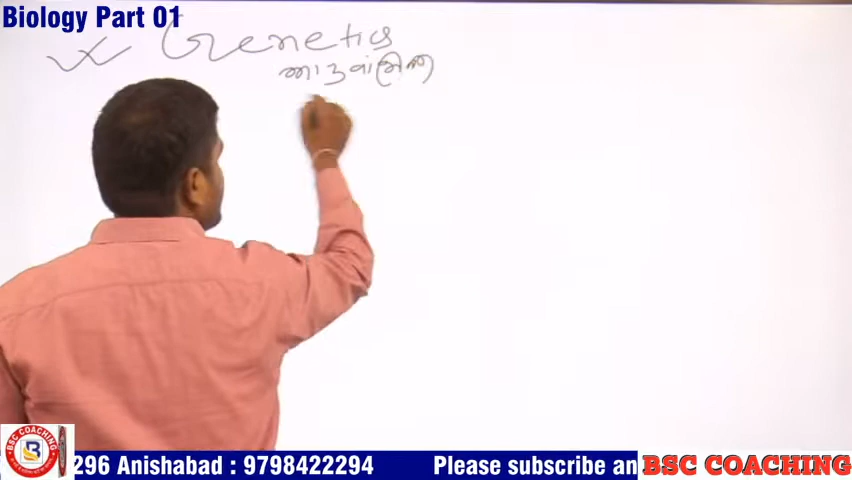 Biology Part 01
Genetics
296 Anishabad : 9798422294 Please subscribe an
BSC COACHING
BSC COACHING